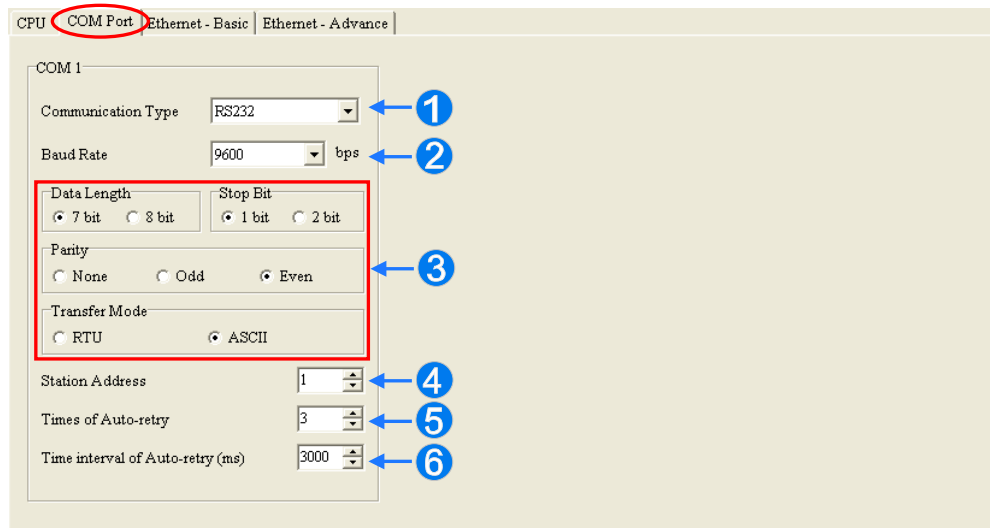 CPU COM Port Ethernet - Basic Ethernet - Advance
COM 1
Communication Type RS232 1
Baud Rate 9600 bps 2
Data Length Stop Bit
7 bit 8 bit 1 bit 2 bit
Parity
None Odd Even 3
Transfer Mode
RTU ASCII
Station Address 1 4
Times of Auto-retry 3 5
Time interval of Auto-retry (ms) 3000 6